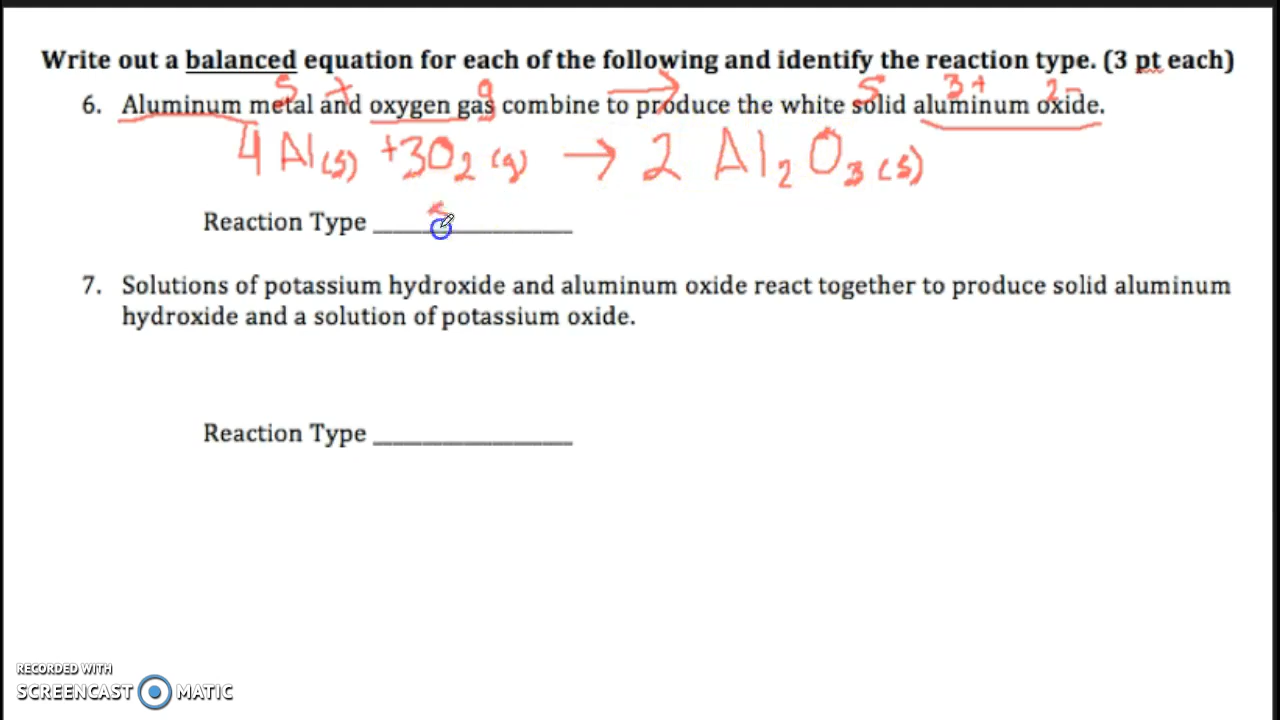 Write out a balanced equation for each of the following and identify the reaction type. (3 pt each)
s + g → s 3+ 2-
6. Aluminum metal and oxygen gas combine to produce the white solid aluminum oxide.
4 Al(s) + 3O2 (g) → 2 Al2O3(s)
Reaction Type ____________
7. Solutions of potassium hydroxide and aluminum oxide react together to produce solid aluminum
hydroxide and a solution of potassium oxide.
Reaction Type ____________
RECORDED WITH
SCREENCAST MATIC